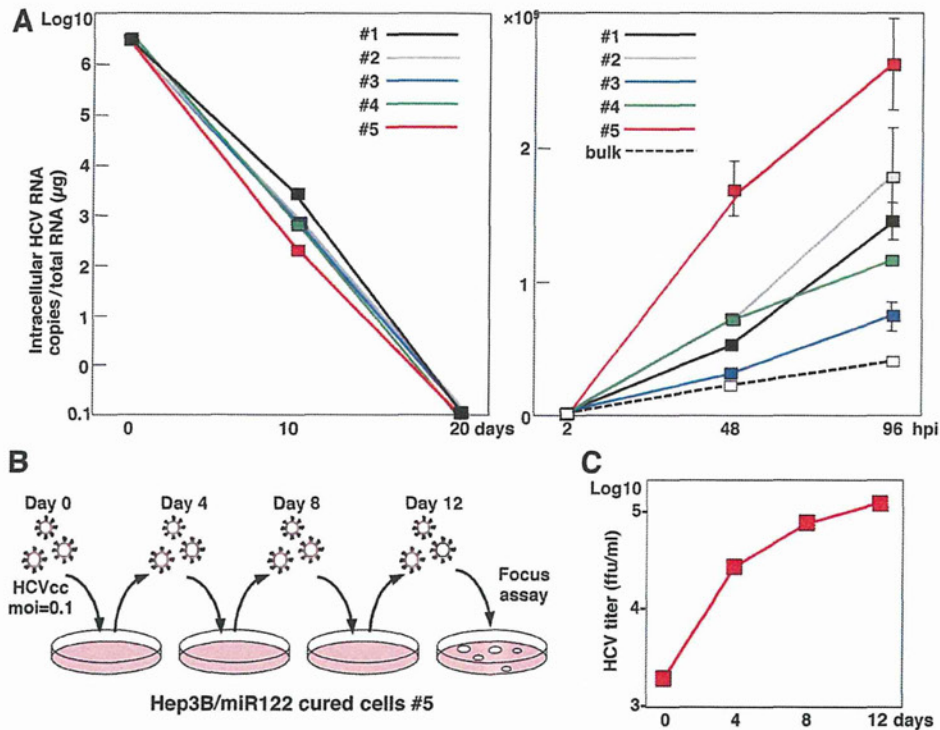 A
Log10
6
5
4
3
2
1
0
0.1
Intracellular HCV RNA
copies/total RNA (µg)
#1
#2
#3
#4
#5
0
10
20 days
×10⁵
2
1
0
#1
#2
#3
#4
#5
bulk
2
48
96 hpi
B
Day 0
Day 4
Day 8
Day 12
HCVcc
moi=0.1
Focus
assay
Hep3B/miR122 cured cells #5
C
Log10
5
4
3
HCV titer (ffu/ml)
0
4
8
12 days